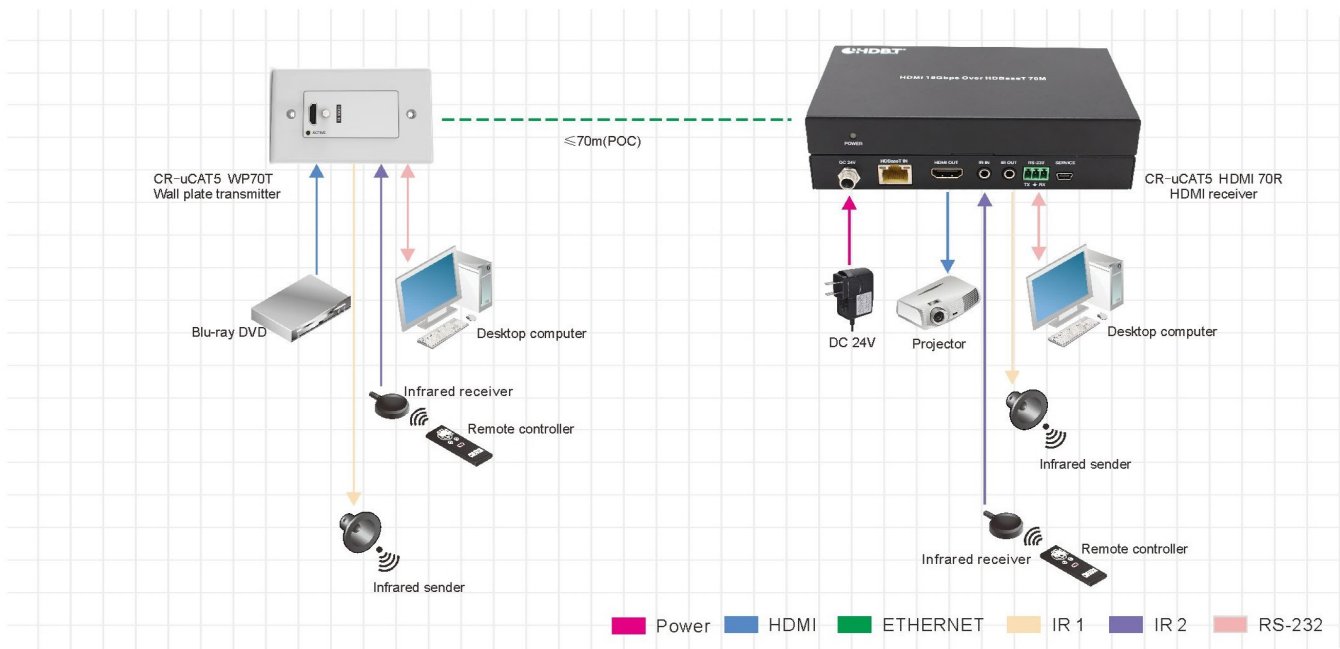 HDBT
HDMI 18Gbps Over HDBaseT 70M
ACTIVE
≤70m(POC)
POWER
DC 24V
HDBaseT IN
HDMI OUT
IR IN
IR OUT
RS-232
SERVICE
TX
RX
CR-uCAT5 WP70T
Wall plate transmitter
CR-uCAT5 HDMI 70R
HDMI receiver
Blu-ray DVD
Desktop computer
DC 24V
Projector
Desktop computer
Infrared receiver
Remote controller
Infrared sender
Infrared sender
Infrared receiver
Remote controller
Power
HDMI
ETHERNET
IR 1
IR 2
RS-232